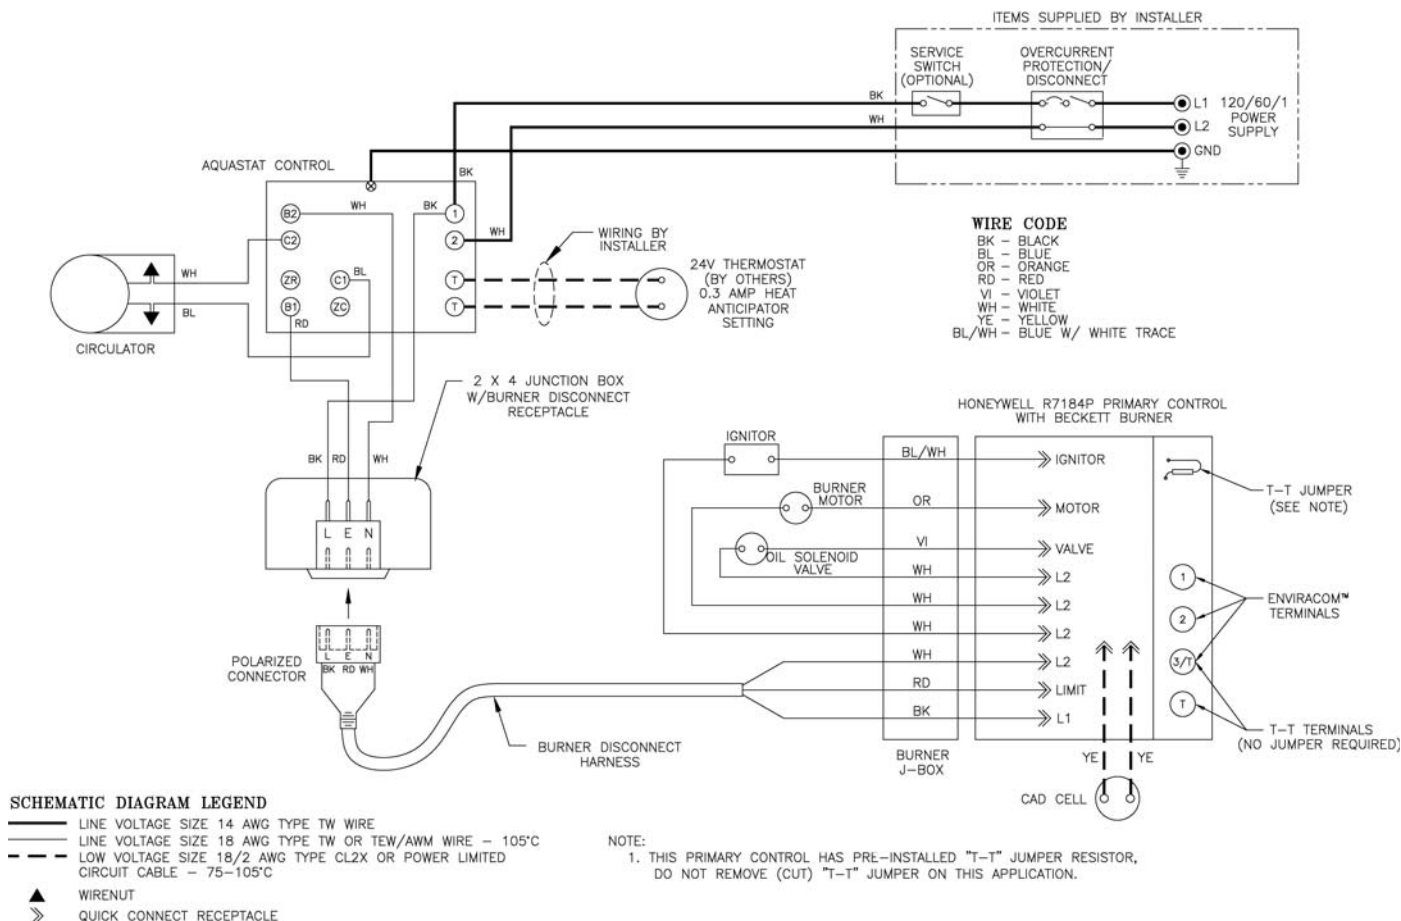 ITEMS SUPPLIED BY INSTALLER
SERVICE
SWITCH
(OPTIONAL)
OVERCURRENT
PROTECTION/
DISCONNECT
BK
L1
120/60/1
POWER
SUPPLY
WH
L2
GND
AQUASTAT CONTROL
BK
B2
WH
BK
1
C2
2
WH
WIRING BY
INSTALLER
ZR
C1
BL
T
B1
ZC
T
RD
24V THERMOSTAT
(BY OTHERS)
0.3 AMP HEAT
ANTICIPATOR
SETTING
WH
BL
CIRCULATOR
WIRE CODE
BK - BLACK
BL - BLUE
OR - ORANGE
RD - RED
VI - VIOLET
WH - WHITE
YE - YELLOW
BL/WH - BLUE W/ WHITE TRACE
2 X 4 JUNCTION BOX
W/BURNER DISCONNECT
RECEPTACLE
BK RD WH
L E N
POLARIZED
CONNECTOR
L E N
BK RD WH
BURNER DISCONNECT
HARNESS
HONEYWELL R7184P PRIMARY CONTROL
WITH BECKETT BURNER
IGNITOR
BL/WH
IGNITOR
BURNER
MOTOR
OR
MOTOR
OIL SOLENOID
VALVE
VI
VALVE
WH
L2
WH
L2
WH
L2
WH
L2
RD
LIMIT
BK
L1
BURNER
J-BOX
T-T JUMPER
(SEE NOTE)
1
2
3/T
T
ENVIRACOM™
TERMINALS
T-T TERMINALS
(NO JUMPER REQUIRED)
YE
YE
CAD CELL
SCHEMATIC DIAGRAM LEGEND
LINE VOLTAGE SIZE 14 AWG TYPE TW WIRE
LINE VOLTAGE SIZE 18 AWG TYPE TW OR TEW/AWM WIRE - 105°C
LOW VOLTAGE SIZE 18/2 AWG TYPE CL2X OR POWER LIMITED
CIRCUIT CABLE - 75-105°C
WIRENUT
QUICK CONNECT RECEPTACLE
NOTE:
1. THIS PRIMARY CONTROL HAS PRE-INSTALLED "T-T" JUMPER RESISTOR,
DO NOT REMOVE (CUT) "T-T" JUMPER ON THIS APPLICATION.